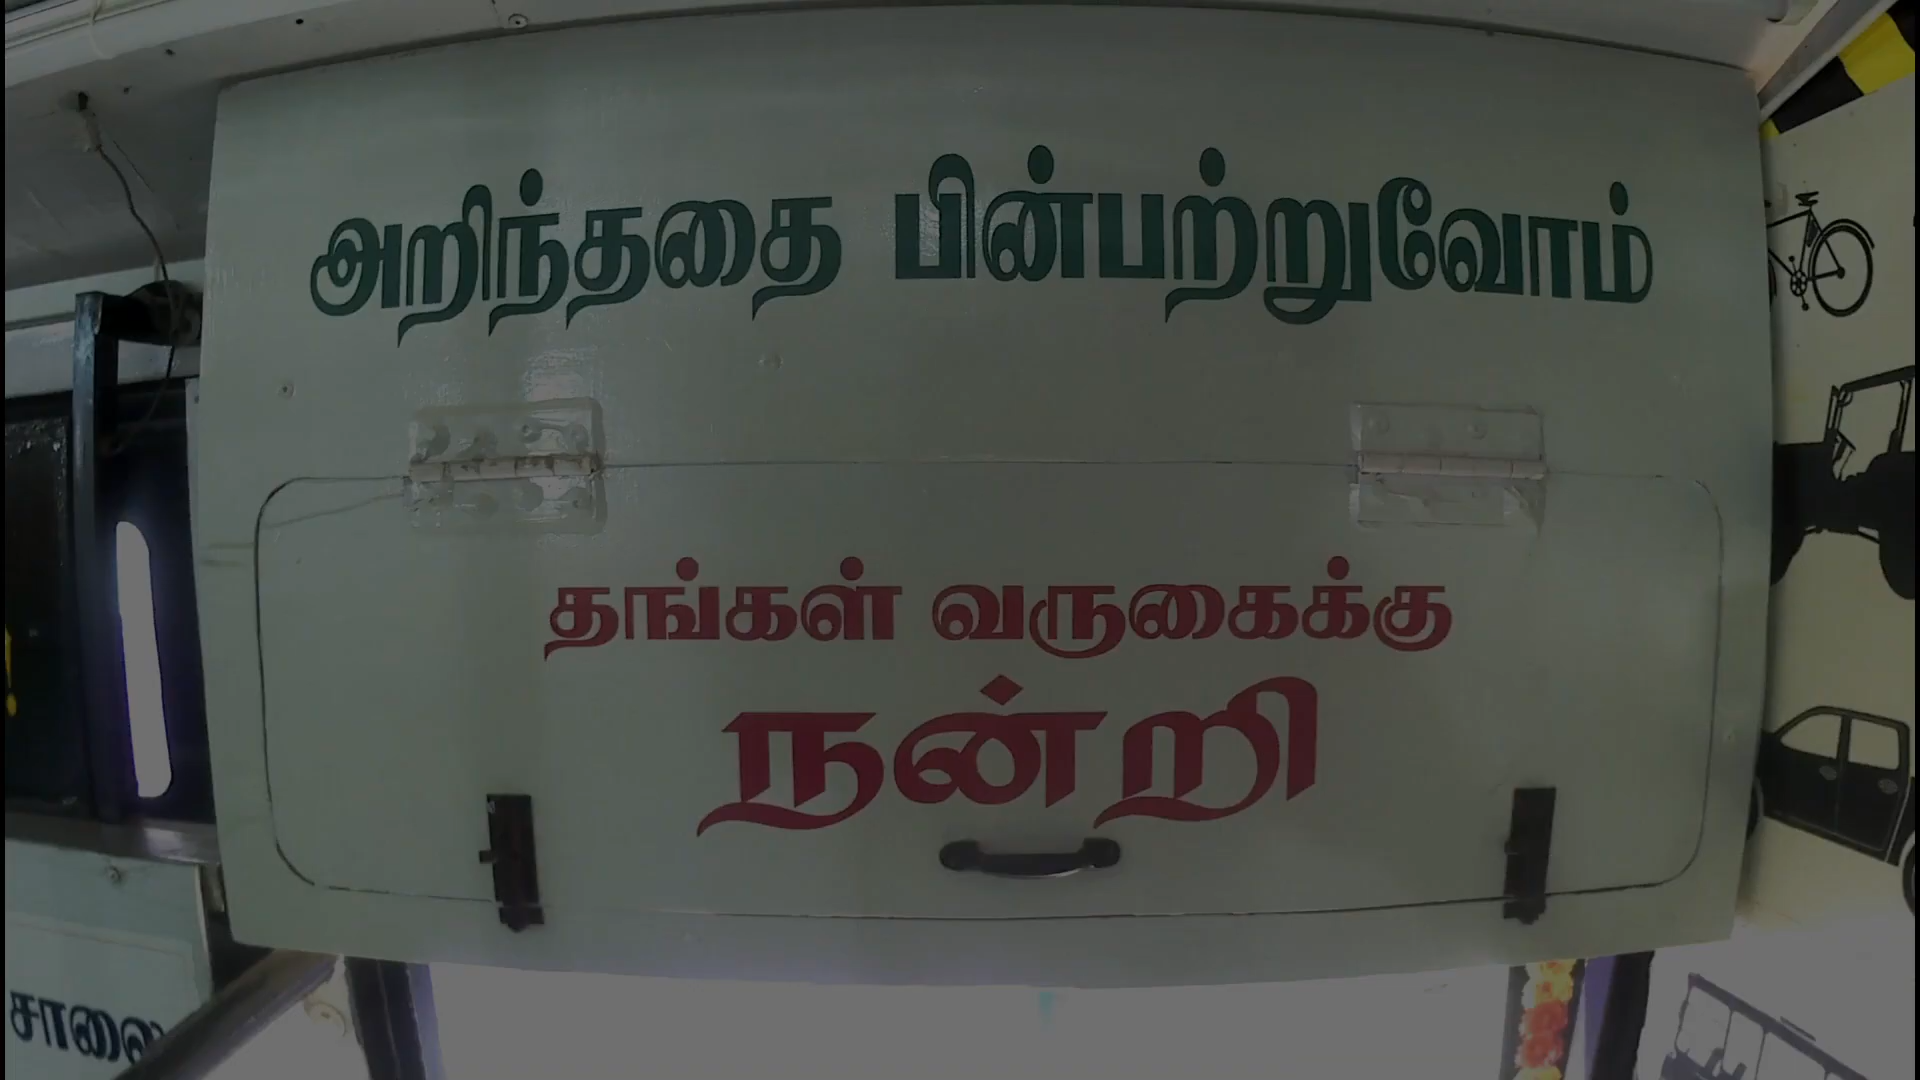 அறிந்ததை பின்பற்றுவோம்
தங்கள் வருகைக்கு
நன்றி
சாலை